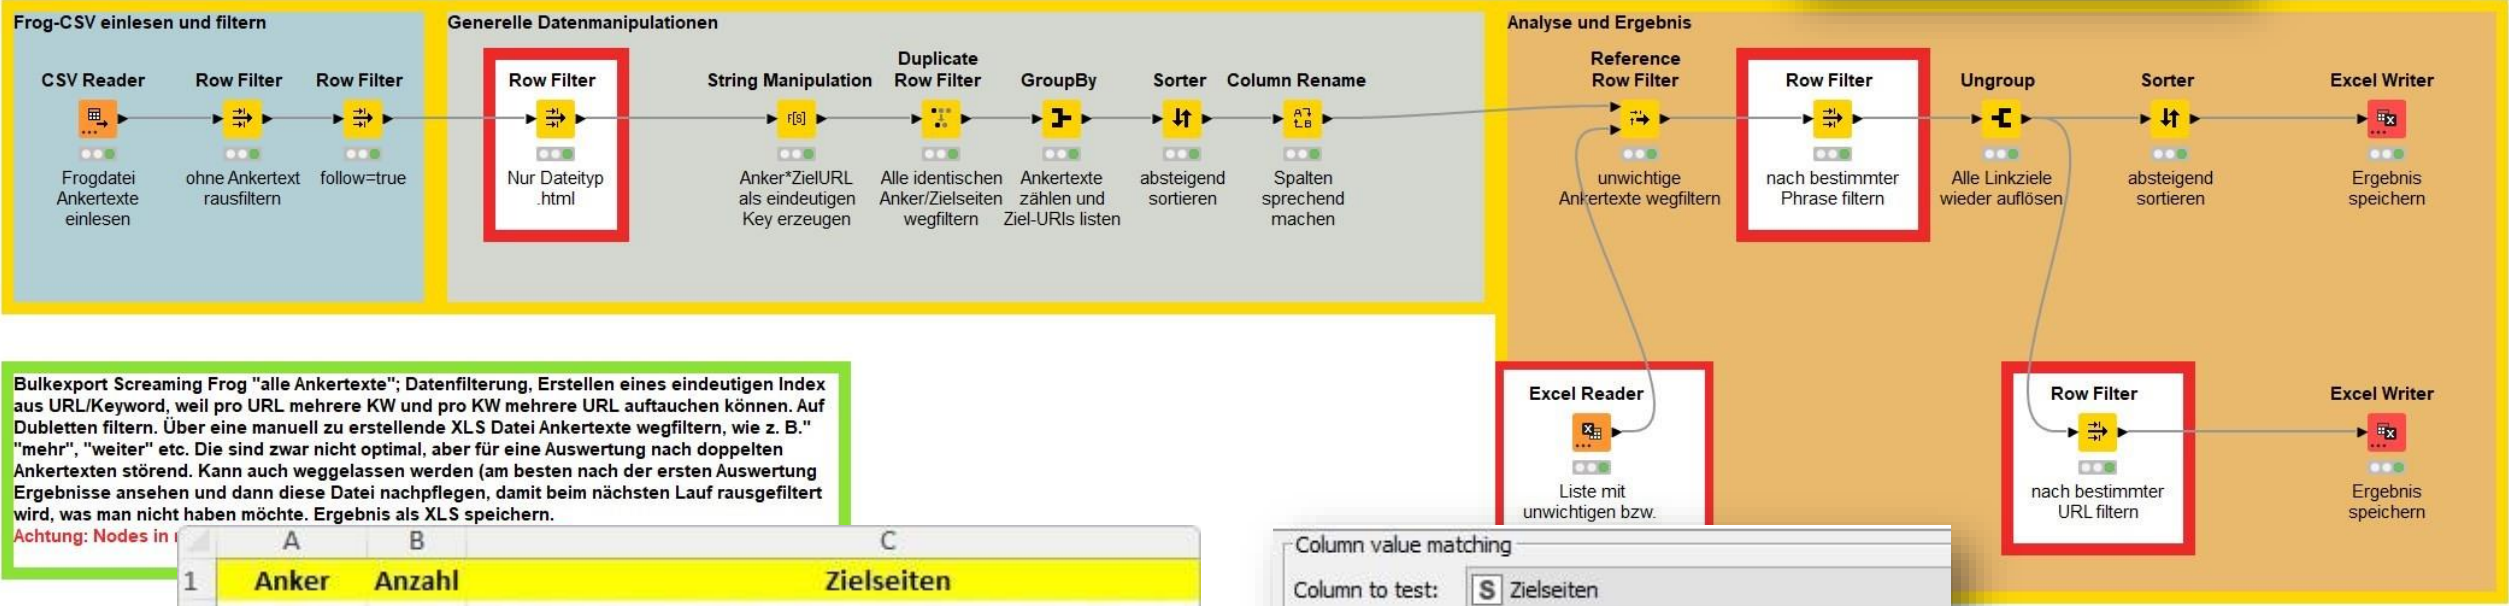 Frog-CSV einlesen und filtern
CSV Reader
Row Filter
Row Filter
Frogdatei
Ankertexte
einlesen
ohne Ankertext
rausfiltern
follow=true
Generelle Datenmanipulationen
Row Filter
Nur Dateityp
.html
String Manipulation
r[s]
Anker*ZielURL
als eindeutigen
Key erzeugen
Duplicate
Row Filter
Alle identischen
Anker/Zielseiten
wegfiltern
GroupBy
Ankertexte
zählen und
Ziel-URIs listen
Sorter
absteigend
sortieren
Column Rename
Spalten
sprechend
machen
Analyse und Ergebnis
Reference
Row Filter
unwichtige
Ankertexte wegfiltern
Row Filter
nach bestimmter
Phrase filtern
Ungroup
Alle Linkziele
wieder auflösen
Sorter
absteigend
sortieren
Excel Writer
Ergebnis
speichern
Excel Reader
Liste mit
unwichtigen bzw.
Row Filter
nach bestimmter
URL filtern
Excel Writer
Ergebnis
speichern
Bulkexport Screaming Frog "alle Ankertexte"; Datenfilterung, Erstellen eines eindeutigen Index
aus URL/Keyword, weil pro URL mehrere KW und pro KW mehrere URL auftauchen können. Auf
Dubletten filtern. Über eine manuell zu erstellende XLS Datei Ankertexte wegfiltern, wie z. B."
"mehr", "weiter" etc. Die sind zwar nicht optimal, aber für eine Auswertung nach doppelten
Ankertexten störend. Kann auch weggelassen werden (am besten nach der ersten Auswertung
Ergebnisse ansehen und dann diese Datei nachpflegen, damit beim nächsten Lauf rausgefiltert
wird, was man nicht haben möchte. Ergebnis als XLS speichern.
Achtung: Nodes in
A B C
1 Anker Anzahl Zielseiten
Column value matching
Column to test: S Zielseiten